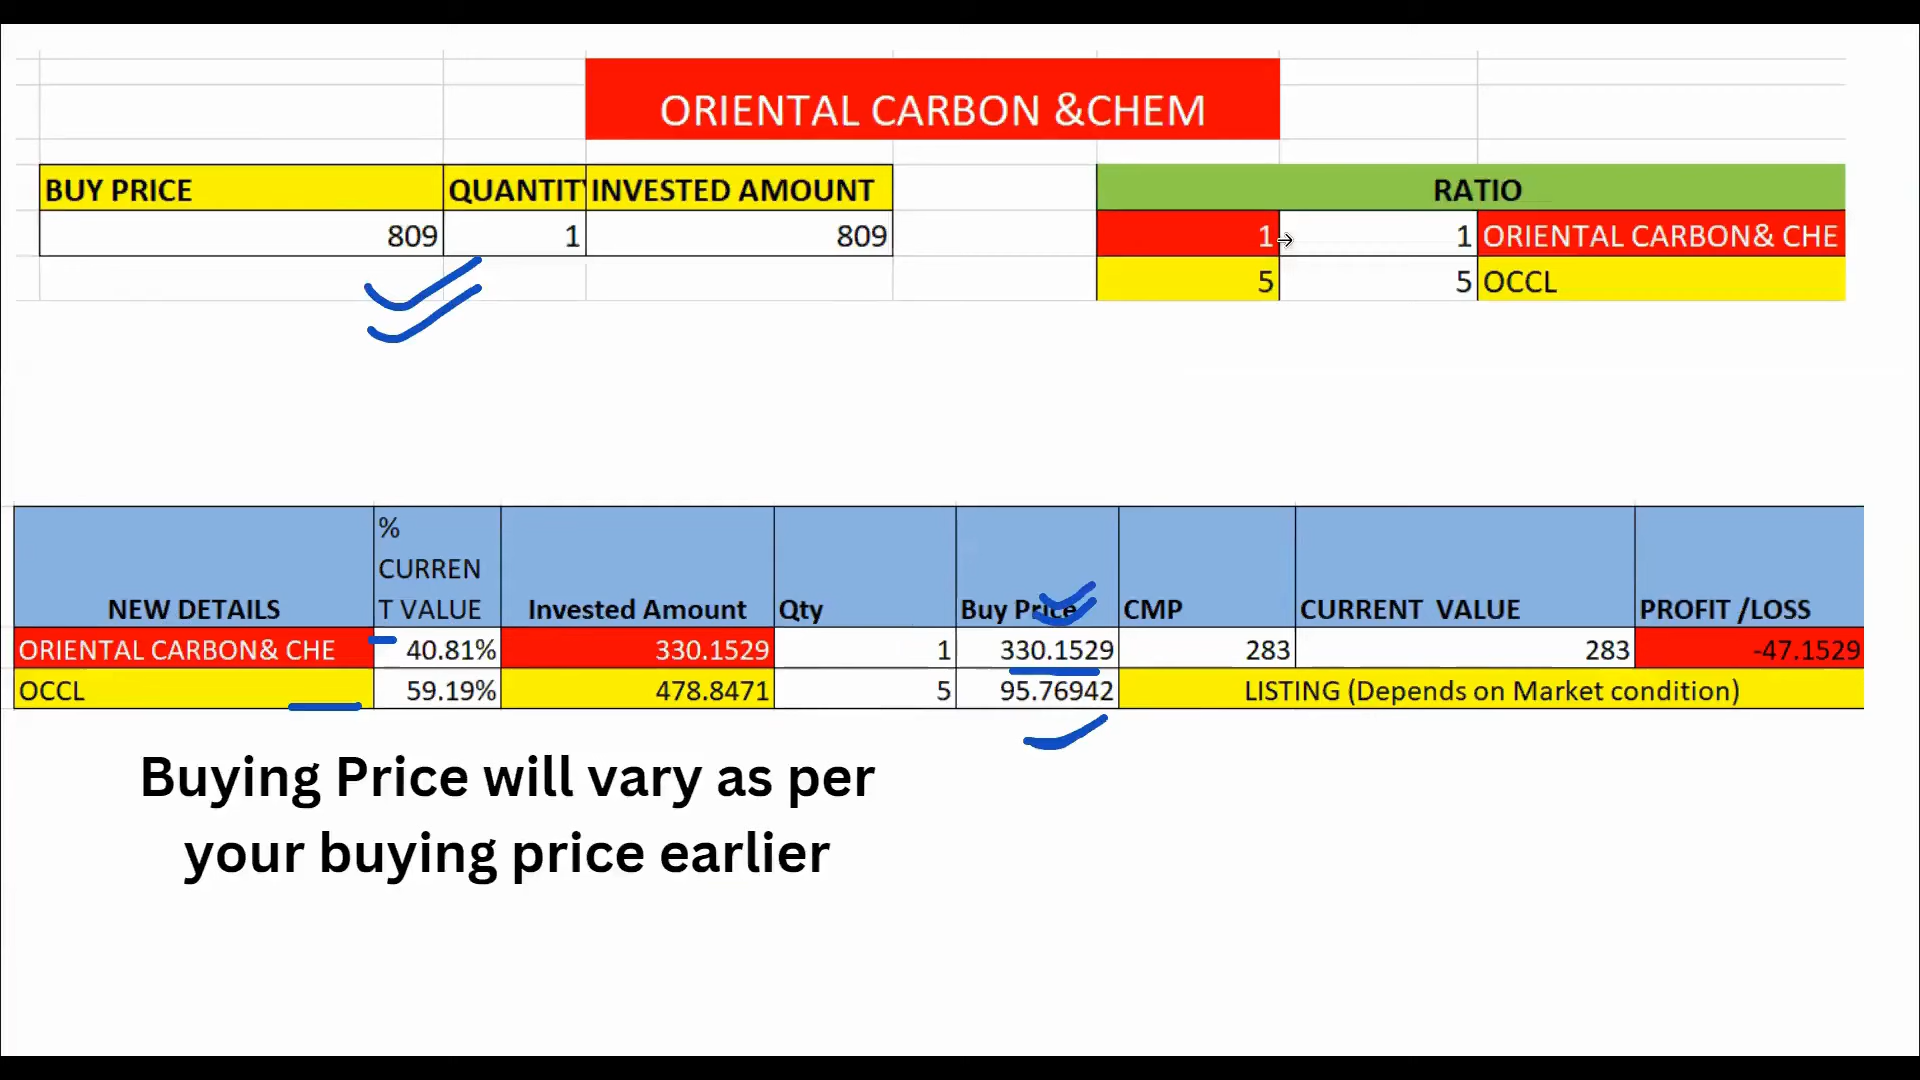 ORIENTAL CARBON &CHEM
BUY PRICE QUANTITY INVESTED AMOUNT
809 1 809
RATIO
1 1 ORIENTAL CARBON& CHE
5 5 OCCL
NEW DETAILS % CURREN T VALUE Invested Amount Qty Buy Price CMP CURRENT VALUE PROFIT /LOSS
ORIENTAL CARBON& CHE 40.81% 330.1529 1 330.1529 283 283 -47.1529
OCCL 59.19% 478.8471 5 95.76942 LISTING (Depends on Market condition)
Buying Price will vary as per
your buying price earlier